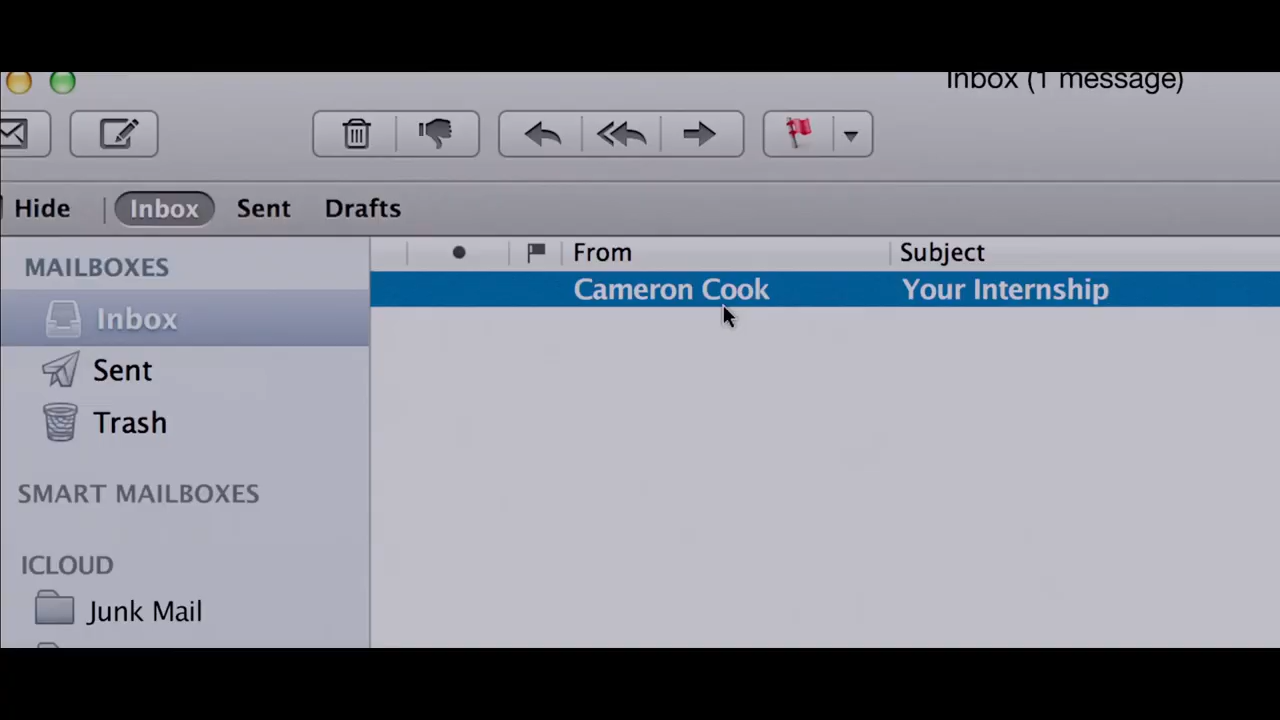 Inbox (1 message)
Hide Inbox Sent Drafts
MAILBOXES
Inbox
Sent
Trash
SMART MAILBOXES
ICLOUD
Junk Mail
From Subject
Cameron Cook Your Internship